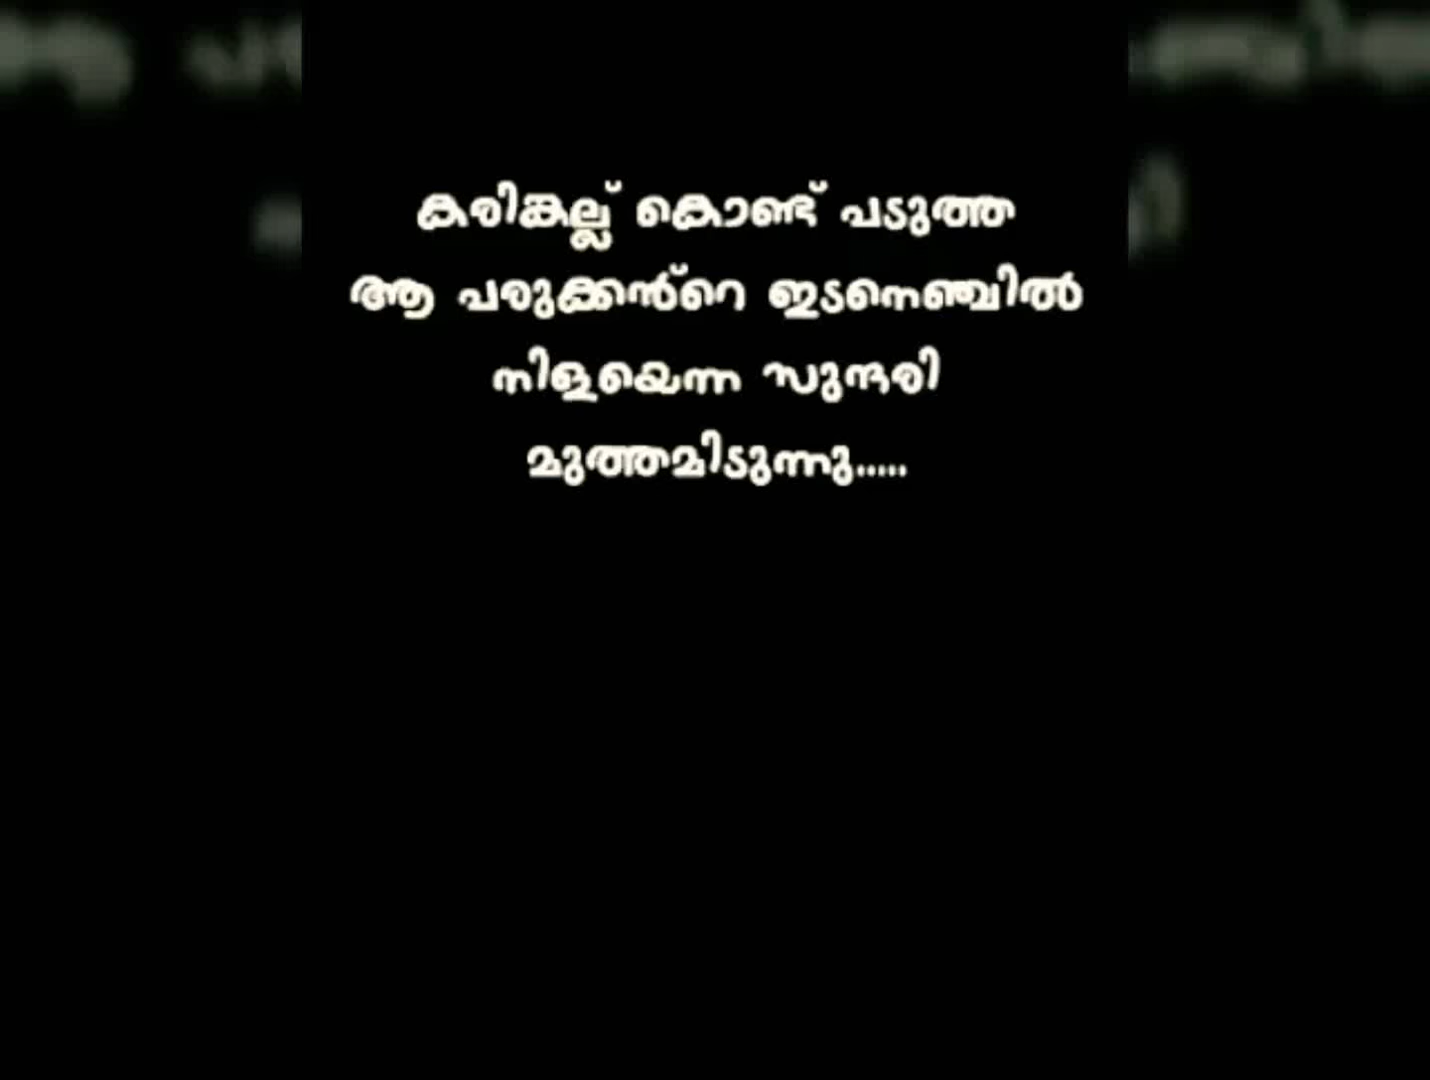 കരിങ്കല്ല് കൊണ്ട് പടുത്ത
ആ പരുക്കൻ്റെ ഇടനെഞ്ചിൽ
നിളയെന്ന സുന്ദരി
മുത്തമിടുന്നു.....